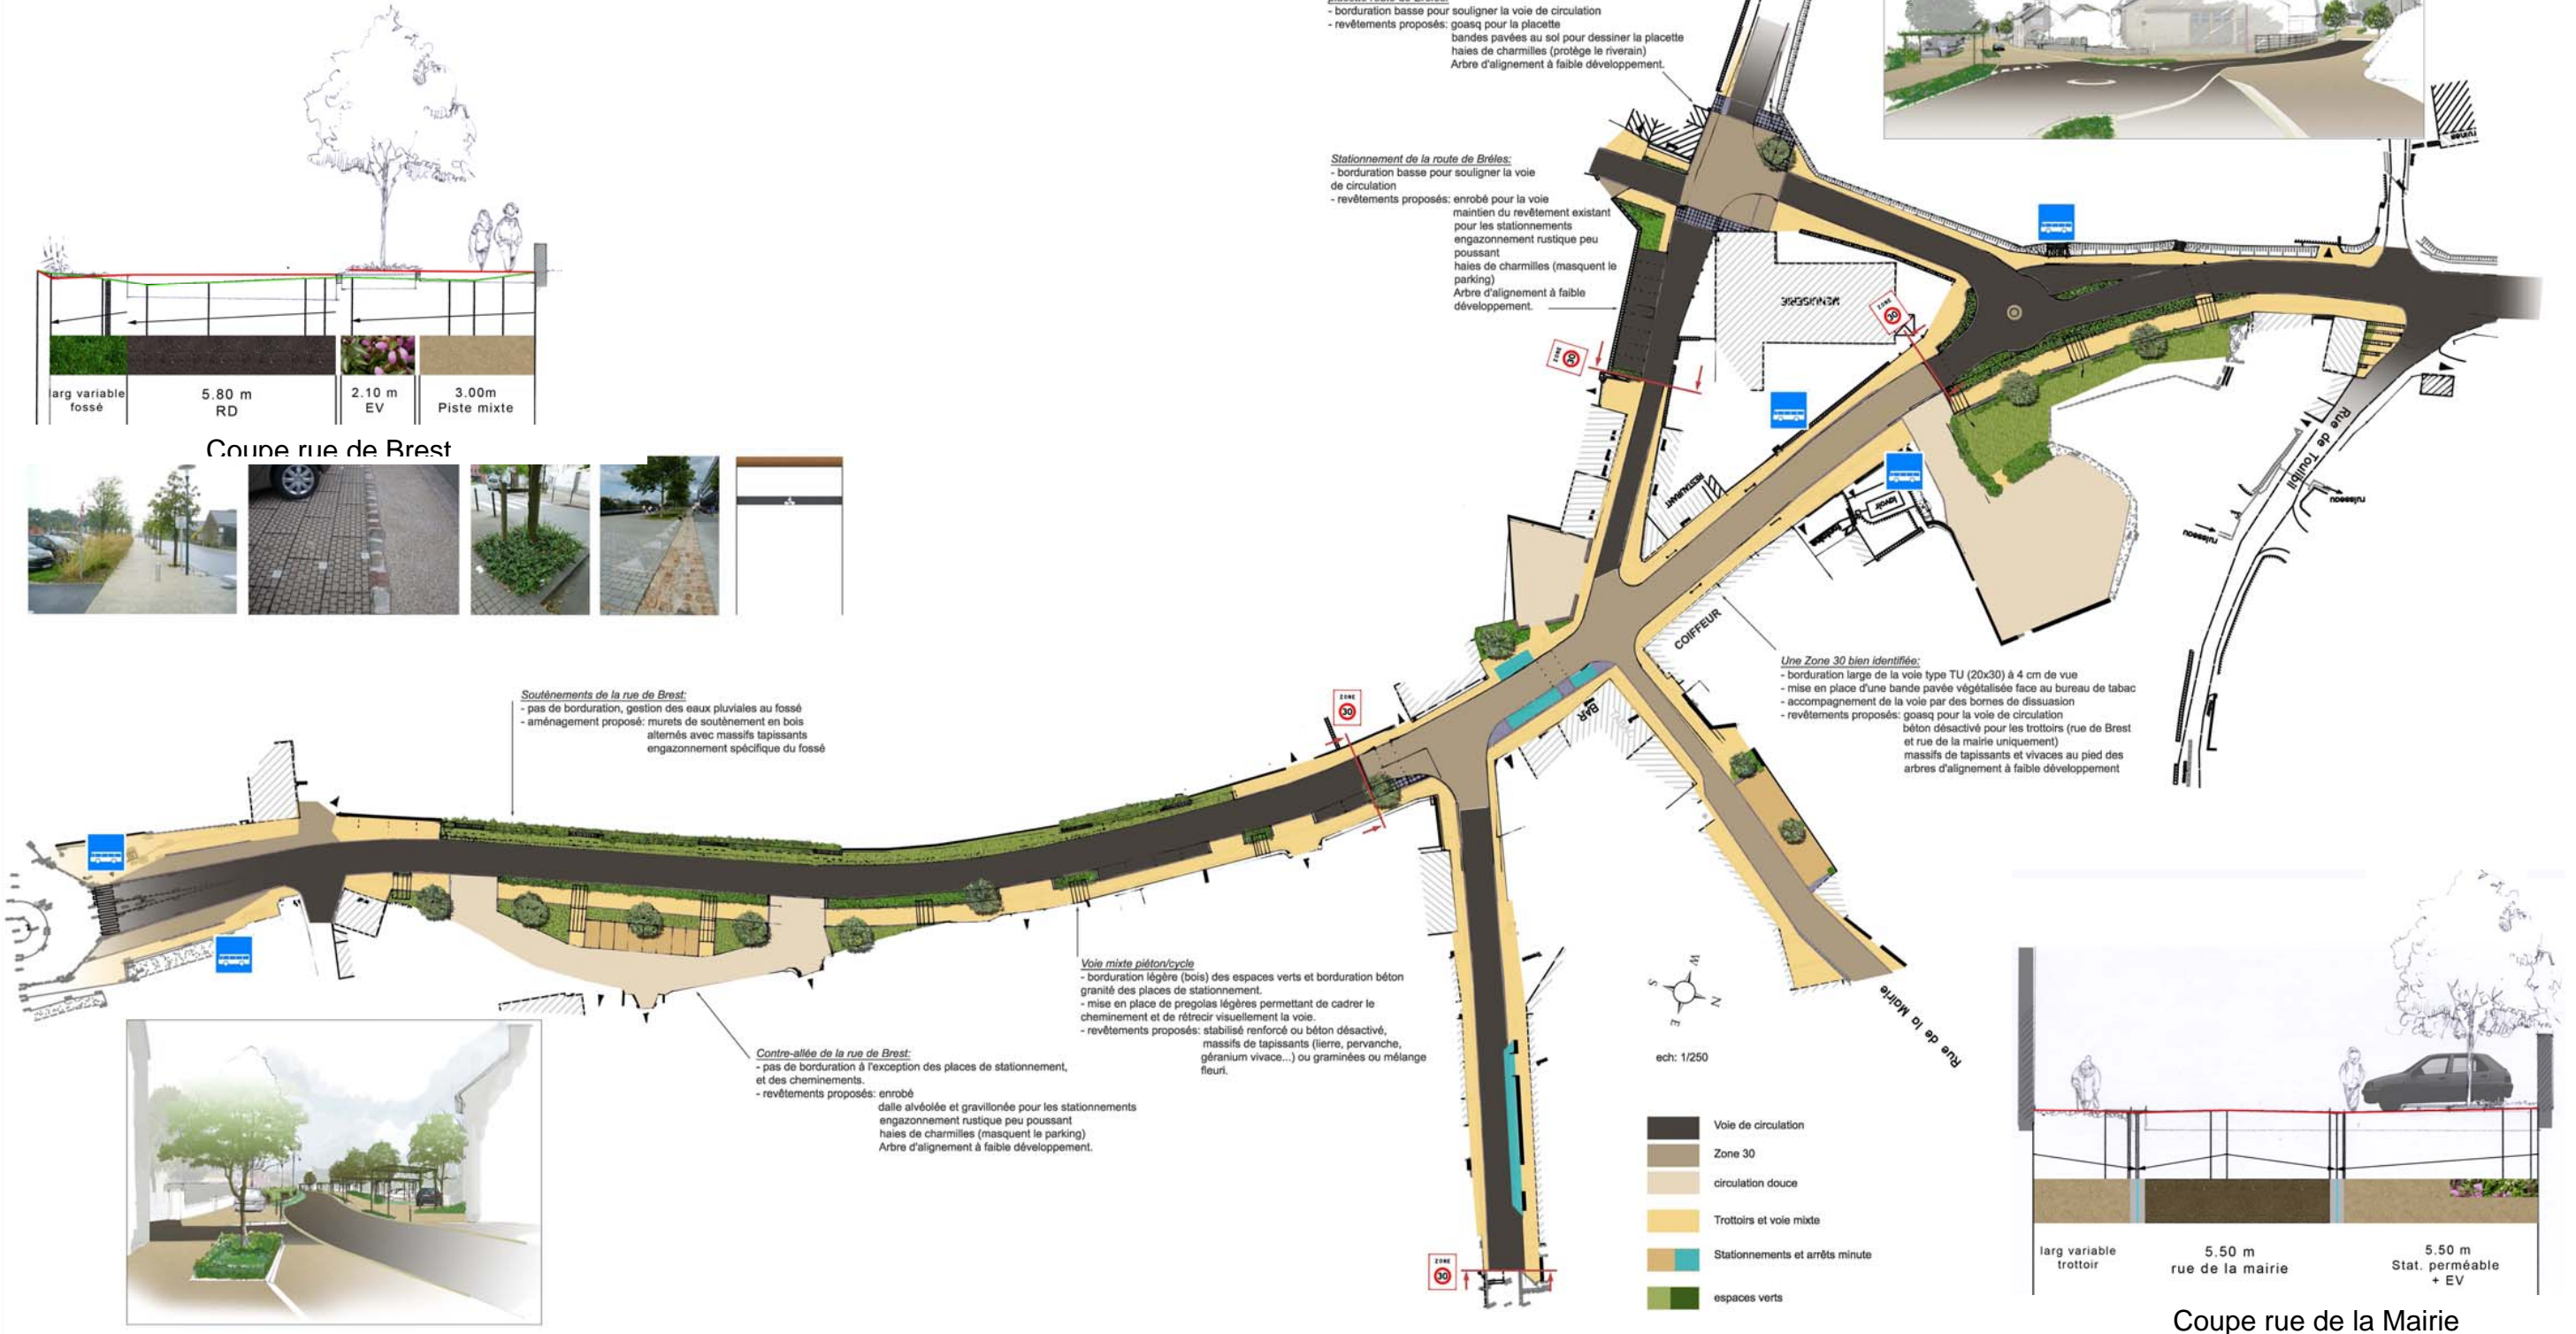 - borduration basse pour souligner la voie de circulation
- revêtements proposés: goasq pour la placette
bandes pavées au sol pour dessiner la placette
haies de charmilles (protège le riverain)
Arbre d'alignement à faible développement.
Stationnement de la route de Bréles:
- borduration basse pour souligner la voie
de circulation
- revêtements proposés: enrobé pour la voie
maintien du revêtement existant
pour les stationnements
engazonnement rustique peu
poussant
haies de charmilles (masquent le
parking)
Arbre d'alignement à faible
développement.
larg variable
fossé
5.80 m
RD
2.10 m
EV
3.00m
Piste mixte
Coupe rue de Brest
ruines
MENUISERIE
ZONE
30
ZONE
30
RESTAURANT
lavoir
Rue de Toulibil
ruisseau
ruisseau
COIFFEUR
BAR
ZONE
30
Soutènements de la rue de Brest:
- pas de borduration, gestion des eaux pluviales au fossé
- aménagement proposé: murets de soutènement en bois
alternés avec massifs tapissants
engazonnement spécifique du fossé
Une Zone 30 bien identifiée:
- borduration large de la voie type TU (20x30) à 4 cm de vue
- mise en place d'une bande pavée végétalisée face au bureau de tabac
- accompagnement de la voie par des bornes de dissuasion
- revêtements proposés: goasq pour la voie de circulation
béton désactivé pour les trottoirs (rue de Brest
et rue de la mairie uniquement)
massifs de tapissants et vivaces au pied des
arbres d'alignement à faible développement
Voie mixte piéton/cycle
- borduration légère (bois) des espaces verts et borduration béton
granité des places de stationnement.
- mise en place de pregolas légères permettant de cadrer le
cheminement et de rétrecir visuellement la voie.
- revêtements proposés: stabilisé renforcé ou béton désactivé,
massifs de tapissants (lierre, pervanche,
géranium vivace...) ou graminées ou mélange
fleuri.
Contre-allée de la rue de Brest:
- pas de borduration à l'exception des places de stationnement,
et des cheminements.
- revêtements proposés: enrobé
dalle alvéolée et gravillonée pour les stationnements
engazonnement rustique peu poussant
haies de charmilles (masquent le parking)
Arbre d'alignement à faible développement.
W
S
N
E
ech: 1/250
Rue de la Mairie
Voie de circulation
Zone 30
circulation douce
Trottoirs et voie mixte
Stationnements et arrêts minute
espaces verts
ZONE
30
larg variable
trottoir
5.50 m
rue de la mairie
5.50 m
Stat. perméable
+ EV
Coupe rue de la Mairie